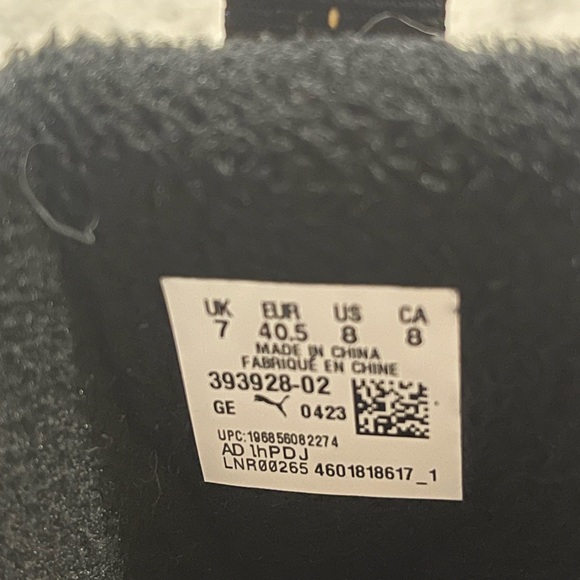 UK EUR US CA
7 40.5 8 8
MADE IN CHINA
FABRIQUÉ EN CHINE
393928-02
GE 0423
UPC:196856082274
AD 1hPDJ
LNR00265 4601818617_1